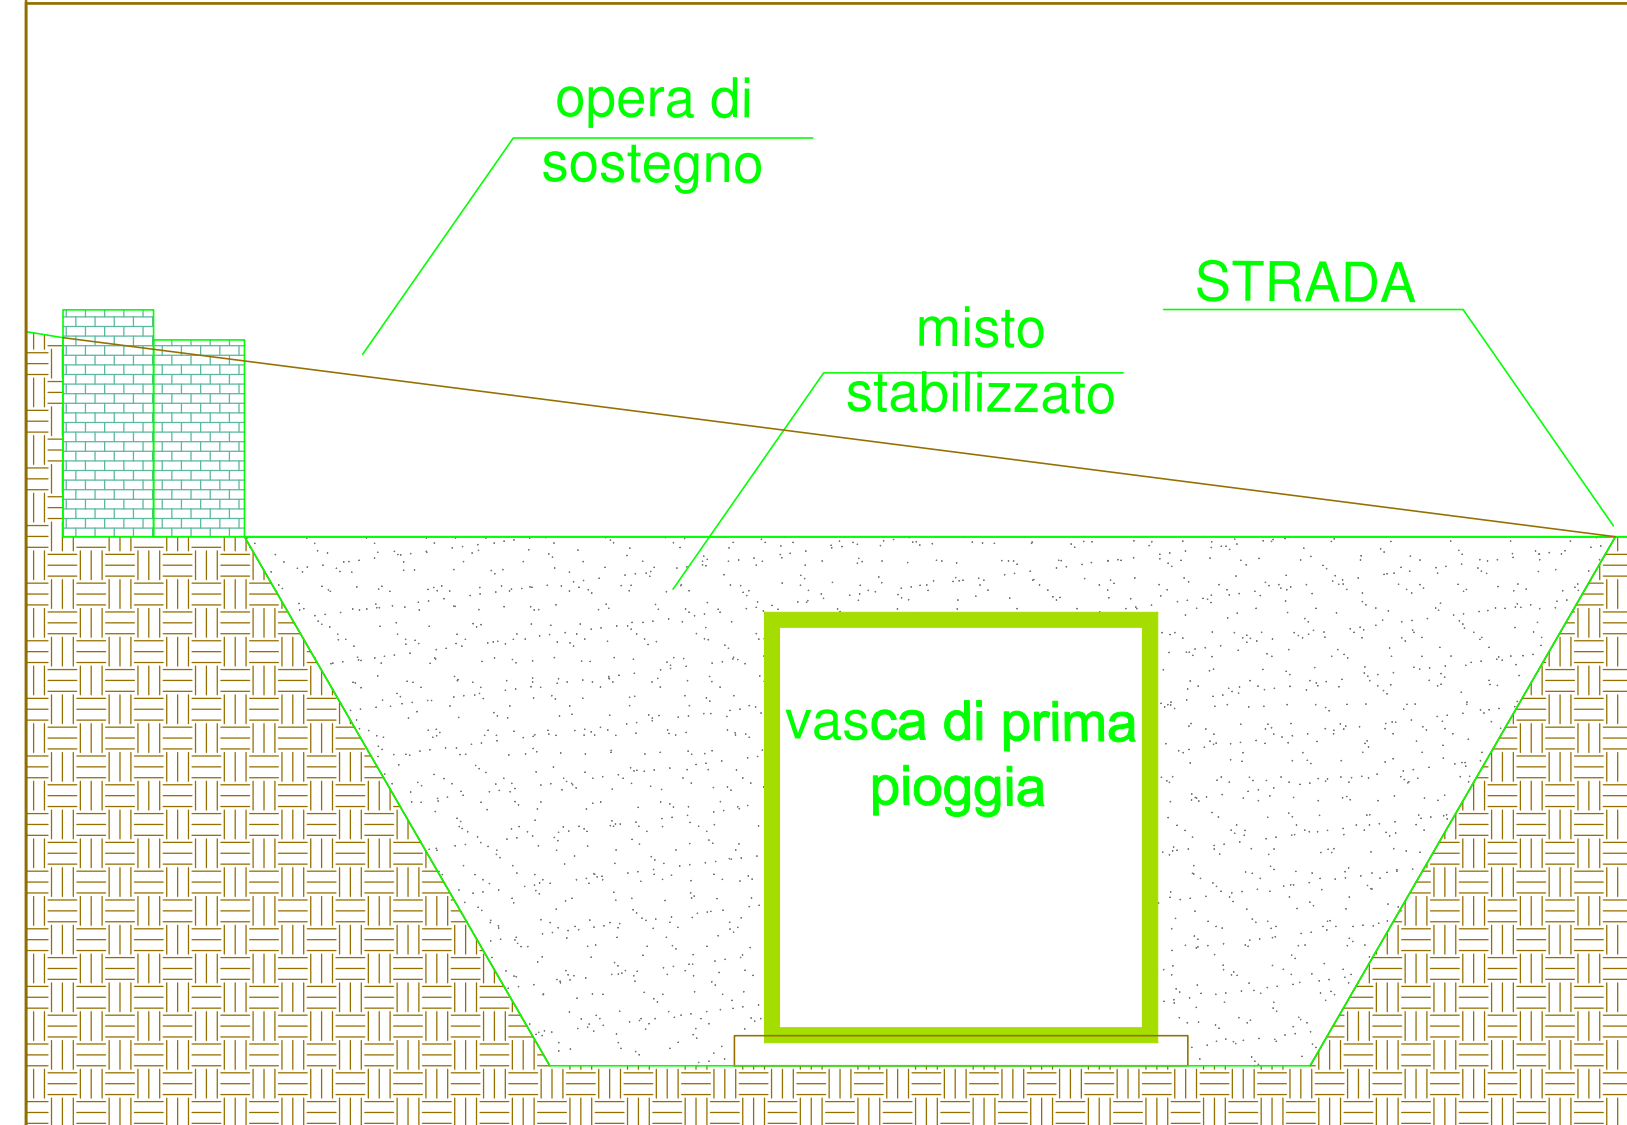 opera di
sostegno
STRADA
misto
stabilizzato
vasca di prima
pioggia